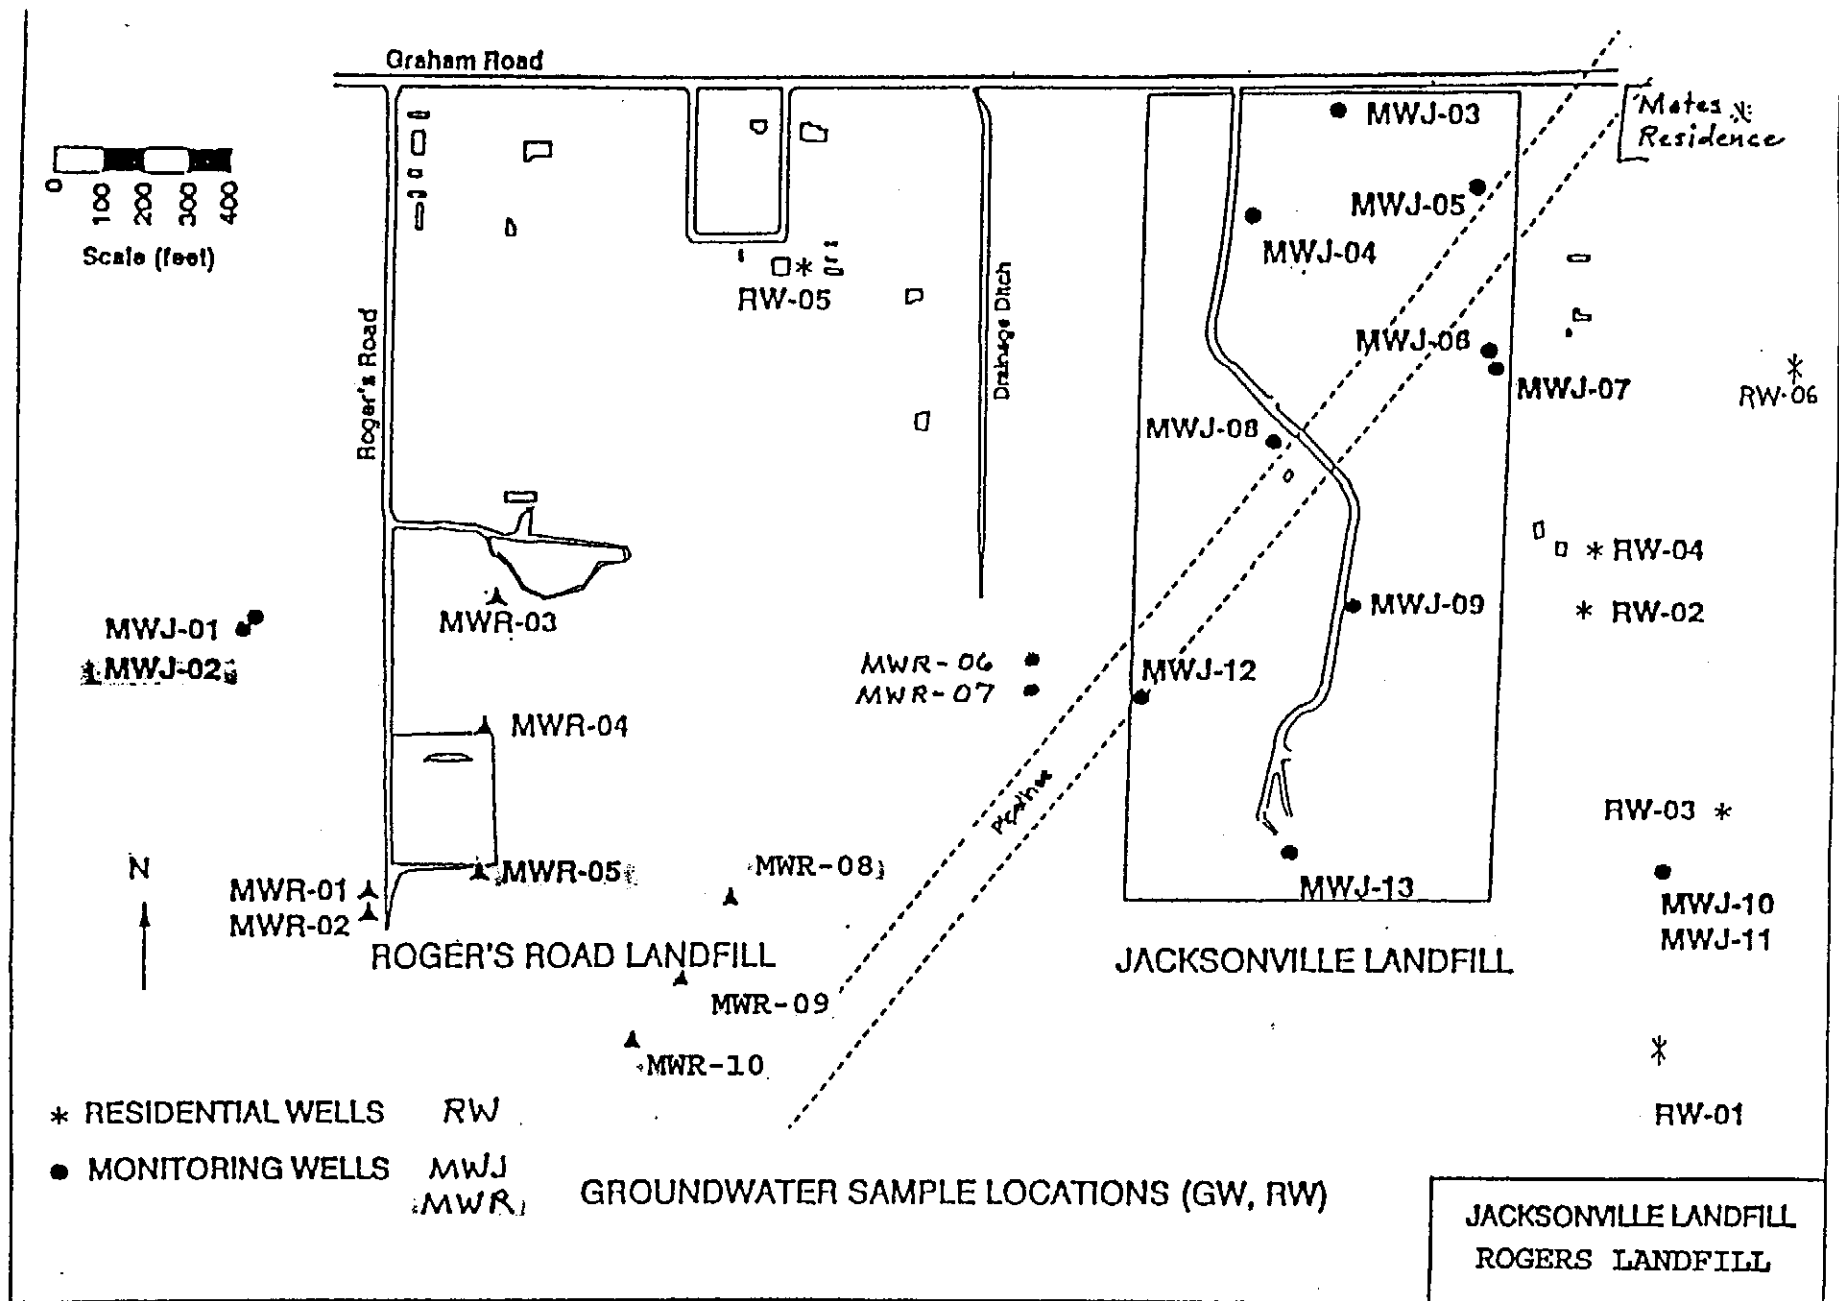 Graham Road
MWJ-03
Mates
Residence
0
100
200
300
400
Scale (feet)
MWJ-05
MWJ-04
RW-05
Roger's Road
Drainage Ditch
MWJ-06
MWJ-07
RW-06
MWJ-08
RW-04
MWJ-09
RW-02
MWJ-01
MWJ-02
MWR-03
MWR-06
MWR-07
MWJ-12
MWR-04
Pipeline
RW-03
N
MWR-01
MWR-02
MWR-05
MWR-08
MWJ-13
MWJ-10
MWJ-11
ROGER'S ROAD LANDFILL
JACKSONVILLE LANDFILL
MWR-09
MWR-10
RW-01
* RESIDENTIAL WELLS RW
● MONITORING WELLS MWJ
MWR
GROUNDWATER SAMPLE LOCATIONS (GW, RW)
JACKSONVILLE LANDFILL
ROGERS LANDFILL